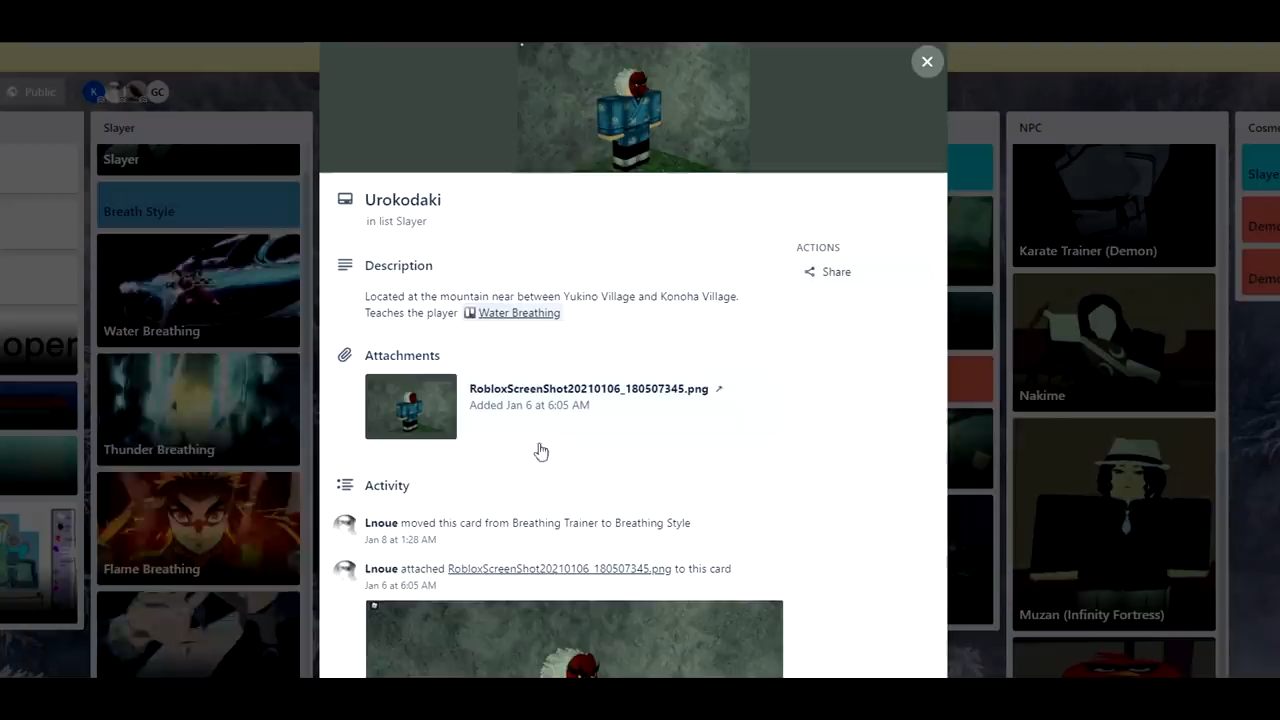 Public
K
GC
Slayer
Slayer
Breath Style
Water Breathing
Thunder Breathing
Flame Breathing
oper
Urokodaki
in list Slayer
Description
Located at the mountain near between Yukino Village and Konoha Village.
Teaches the player Water Breathing
ACTIONS
Share
Attachments
RobloxScreenShot20210106_180507345.png ↗
Added Jan 6 at 6:05 AM
Activity
Lnoue moved this card from Breathing Trainer to Breathing Style
Jan 8 at 1:28 AM
Lnoue attached RobloxScreenShot20210106_180507345.png to this card
Jan 6 at 6:05 AM
NPC
Karate Trainer (Demon)
Nakime
Muzan (Infinity Fortress)
Cosme
Slaye
Demo
Demo